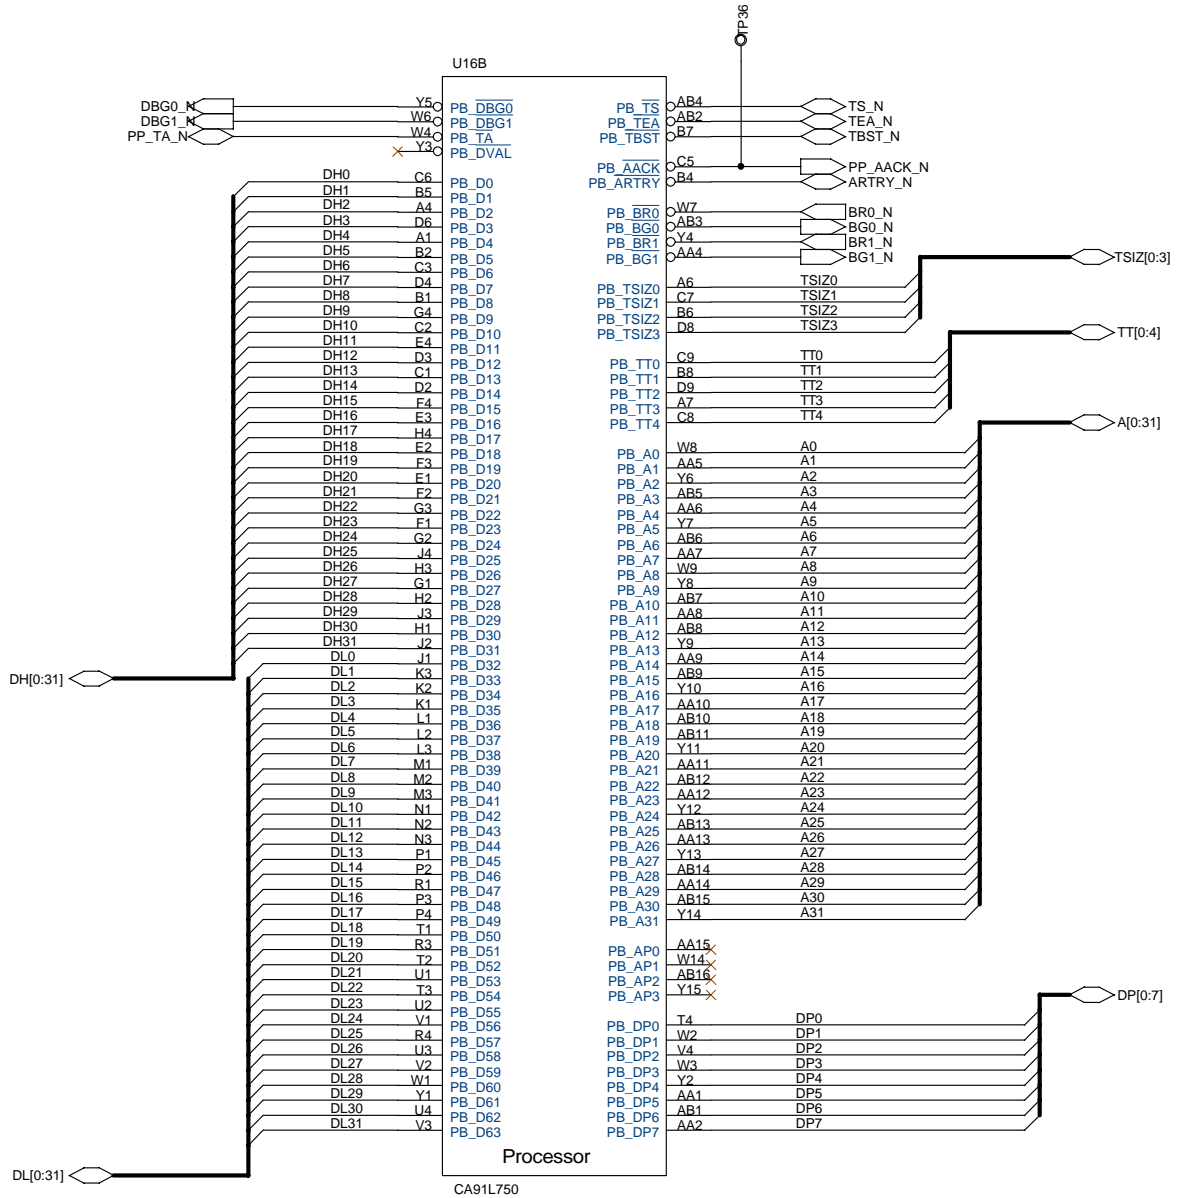 TP36
U16B
DBG0_N Y5 PB_DBG0 PB_TS AB4 TS_N
DBG1_N W6 PB_DBG1 PB_TEA AB2 TEA_N
PP_TA_N W4 PB_TA PB_TBST B7 TBST_N
Y3 PB_DVAL
PB_AACK C5 PP_AACK_N
DH0 C6 PB_D0 PB_ARTRY B4 ARTRY_N
DH1 B5 PB_D1
DH2 A4 PB_D2 PB_BR0 W7 BR0_N
DH3 D6 PB_D3 PB_BG0 AB3 BG0_N
DH4 A1 PB_D4 PB_BR1 Y4 BR1_N
DH5 B2 PB_D5 PB_BG1 AA4 BG1_N TSIZ[0:3]
DH6 C3 PB_D6
DH7 D4 PB_D7 PB_TSIZ0 A6 TSIZ0
DH8 B1 PB_D8 PB_TSIZ1 C7 TSIZ1
DH9 G4 PB_D9 PB_TSIZ2 B6 TSIZ2
DH10 C2 PB_D10 PB_TSIZ3 D8 TSIZ3 TT[0:4]
DH11 E4 PB_D11
DH12 D3 PB_D12 PB_TT0 C9 TT0
DH13 C1 PB_D13 PB_TT1 B8 TT1
DH14 D2 PB_D14 PB_TT2 D9 TT2
DH15 F4 PB_D15 PB_TT3 A7 TT3
DH16 E3 PB_D16 PB_TT4 C8 TT4 A[0:31]
DH17 H4 PB_D17
DH18 E2 PB_D18 PB_A0 W8 A0
DH19 F3 PB_D19 PB_A1 AA5 A1
DH20 E1 PB_D20 PB_A2 Y6 A2
DH21 F2 PB_D21 PB_A3 AB5 A3
DH22 G3 PB_D22 PB_A4 AA6 A4
DH23 F1 PB_D23 PB_A5 Y7 A5
DH24 G2 PB_D24 PB_A6 AB6 A6
DH25 J4 PB_D25 PB_A7 AA7 A7
DH26 H3 PB_D26 PB_A8 W9 A8
DH27 G1 PB_D27 PB_A9 Y8 A9
DH28 H2 PB_D28 PB_A10 AB7 A10
DH29 J3 PB_D29 PB_A11 AA8 A11
DH30 H1 PB_D30 PB_A12 AB8 A12
DH31 J2 PB_D31 PB_A13 Y9 A13
DL0 J1 PB_D32 PB_A14 AA9 A14
DH[0:31] DL1 K3 PB_D33 PB_A15 AB9 A15
DL2 K2 PB_D34 PB_A16 Y10 A16
DL3 K1 PB_D35 PB_A17 AA10 A17
DL4 L1 PB_D36 PB_A18 AB10 A18
DL5 L2 PB_D37 PB_A19 AB11 A19
DL6 L3 PB_D38 PB_A20 Y11 A20
DL7 M1 PB_D39 PB_A21 AA11 A21
DL8 M2 PB_D40 PB_A22 AB12 A22
DL9 M3 PB_D41 PB_A23 AA12 A23
DL10 N1 PB_D42 PB_A24 Y12 A24
DL11 N2 PB_D43 PB_A25 AB13 A25
DL12 N3 PB_D44 PB_A26 AA13 A26
DL13 P1 PB_D45 PB_A27 Y13 A27
DL14 P2 PB_D46 PB_A28 AB14 A28
DL15 R1 PB_D47 PB_A29 AA14 A29
DL16 P3 PB_D48 PB_A30 AB15 A30
DL17 P4 PB_D49 PB_A31 Y14 A31
DL18 T1 PB_D50
DL19 R3 PB_D51 PB_AP0 AA15
DL20 T2 PB_D52 PB_AP1 W14
DL21 U1 PB_D53 PB_AP2 AB16
DL22 T3 PB_D54 PB_AP3 Y15 DP[0:7]
DL23 U2 PB_D55
DL24 V1 PB_D56 PB_DP0 T4 DP0
DL25 R4 PB_D57 PB_DP1 W2 DP1
DL26 U3 PB_D58 PB_DP2 V4 DP2
DL27 V2 PB_D59 PB_DP3 W3 DP3
DL28 W1 PB_D60 PB_DP4 Y2 DP4
DL29 Y1 PB_D61 PB_DP5 AA1 DP5
DL30 U4 PB_D62 PB_DP6 AB1 DP6
DL31 V3 PB_D63 PB_DP7 AA2 DP7
Processor
DL[0:31]
CA91L750